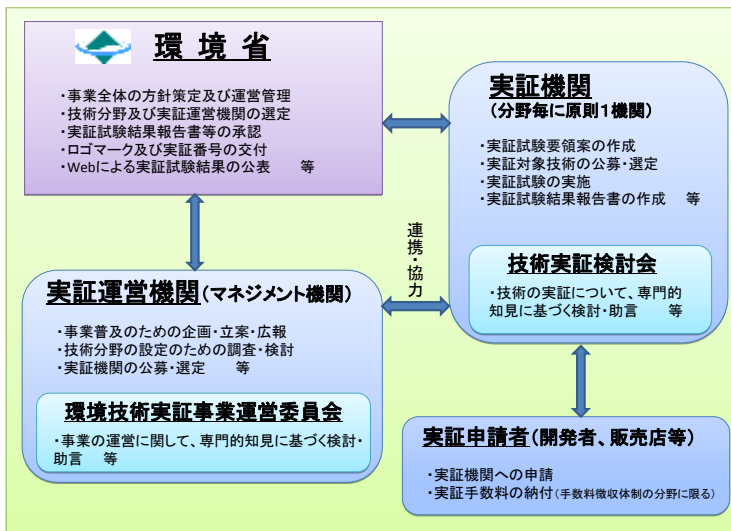 環 境 省
・事業全体の方針策定及び運営管理
・技術分野及び実証運営機関の選定
・実証試験結果報告書等の承認
・ロゴマーク及び実証番号の交付
・Webによる実証試験結果の公表　　等
実証機関
(分野毎に原則１機関)
・実証試験要領案の作成
・実証対象技術の公募・選定
・実証試験の実施
・実証試験結果報告書の作成　等
技術実証検討会
・技術の実証について、専門的
知見に基づく検討・助言　　等
連携・協力
実証運営機関(マネジメント機関)
・事業普及のための企画・立案・広報
・技術分野の設定のための調査・検討
・実証機関の公募・選定　　等
環境技術実証事業運営委員会
・事業の運営に関して、専門的知見に基づく検討・
助言　　等
実証申請者(開発者、販売店等)
・実証機関への申請
・実証手数料の納付(手数料徴収体制の分野に限る)